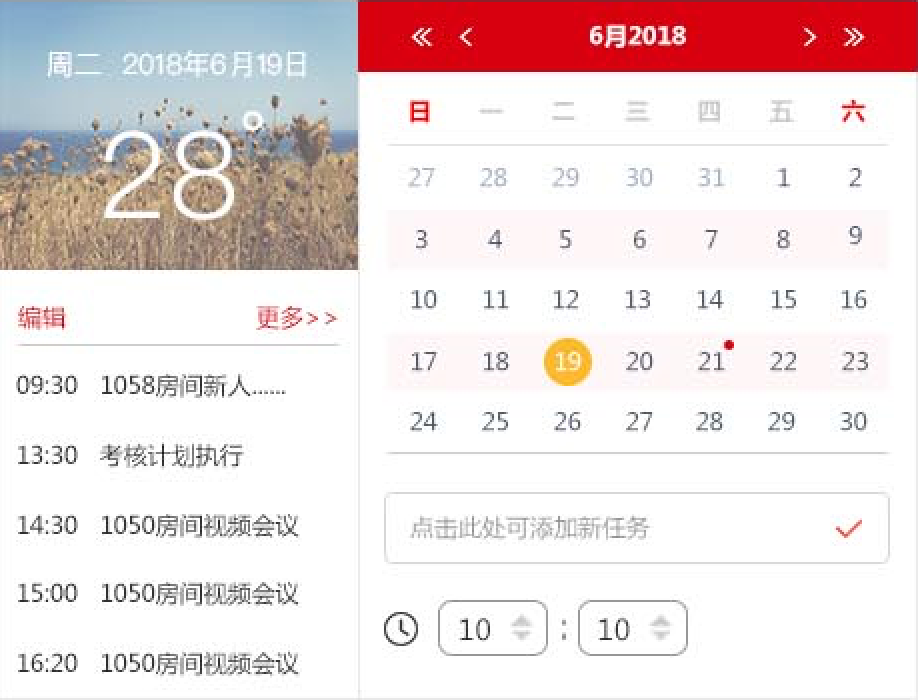 周二 2018年6月19日
28°
编辑 更多>>
09:30 1058房间新人......
13:30 考核计划执行
14:30 1050房间视频会议
15:00 1050房间视频会议
16:20 1050房间视频会议
6月2018
日 一 二 三 四 五 六
27 28 29 30 31 1 2
3 4 5 6 7 8 9
10 11 12 13 14 15 16
17 18 19 20 21 22 23
24 25 26 27 28 29 30
点击此处可添加新任务
10 : 10